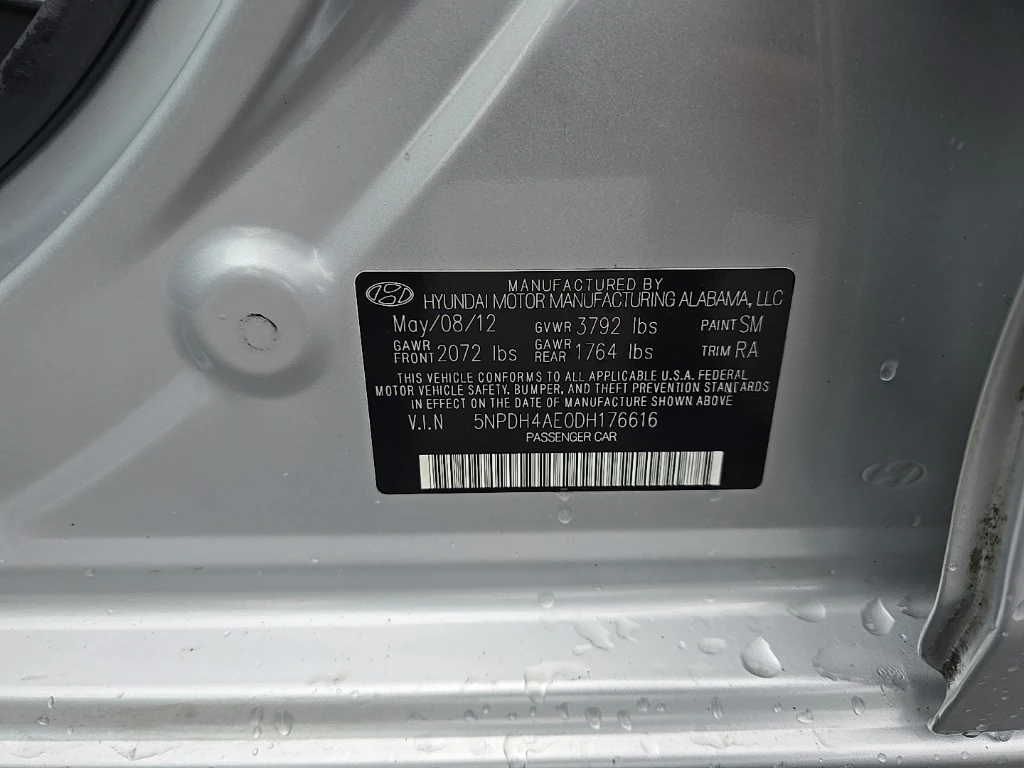 MANUFACTURED BY
HYUNDAI MOTOR MANUFACTURING ALABAMA, LLC
May/08/12 GVWR 3792 lbs PAINT SM
GAWR FRONT 2072 lbs GAWR REAR 1764 lbs TRIM RA
THIS VEHICLE CONFORMS TO ALL APPLICABLE U.S.A. FEDERAL
MOTOR VEHICLE SAFETY, BUMPER, AND THEFT PREVENTION STANDARDS
IN EFFECT ON THE DATE OF MANUFACTURE SHOWN ABOVE
V.I.N 5NPDH4AE0DH176616
PASSENGER CAR